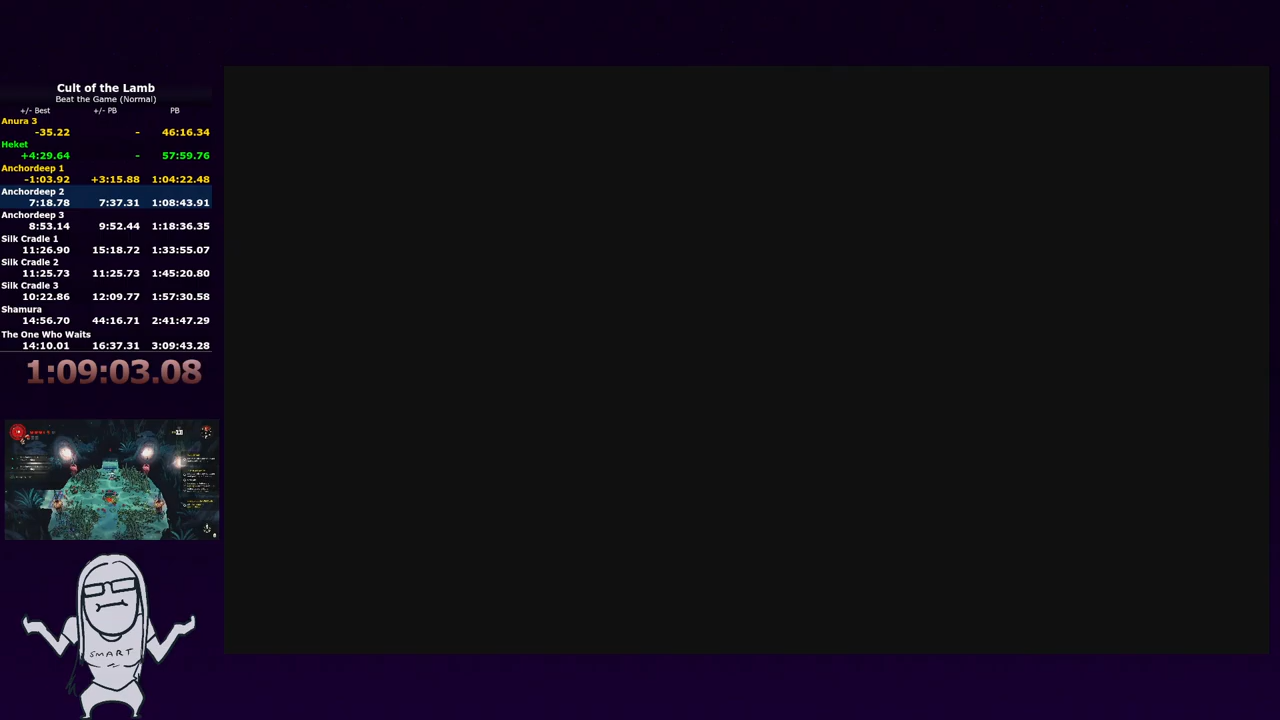 Cult of the Lamb
Beat the Game (Normal)
+/- Best +/- PB PB
Anura 3
-35.22 - 46:16.34
Heket
+4:29.64 - 57:59.76
Anchordeep 1
-1:03.92 +3:15.88 1:04:22.48
Anchordeep 2
7:18.78 7:37.31 1:08:43.91
Anchordeep 3
8:53.14 9:52.44 1:18:36.35
Silk Cradle 1
11:26.90 15:18.72 1:33:55.07
Silk Cradle 2
11:25.73 11:25.73 1:45:20.80
Silk Cradle 3
10:22.86 12:09.77 1:57:30.58
Shamura
14:56.70 44:16.71 2:41:47.29
The One Who Waits
14:10.01 16:37.31 3:09:43.28
1:09:03.08
SMART